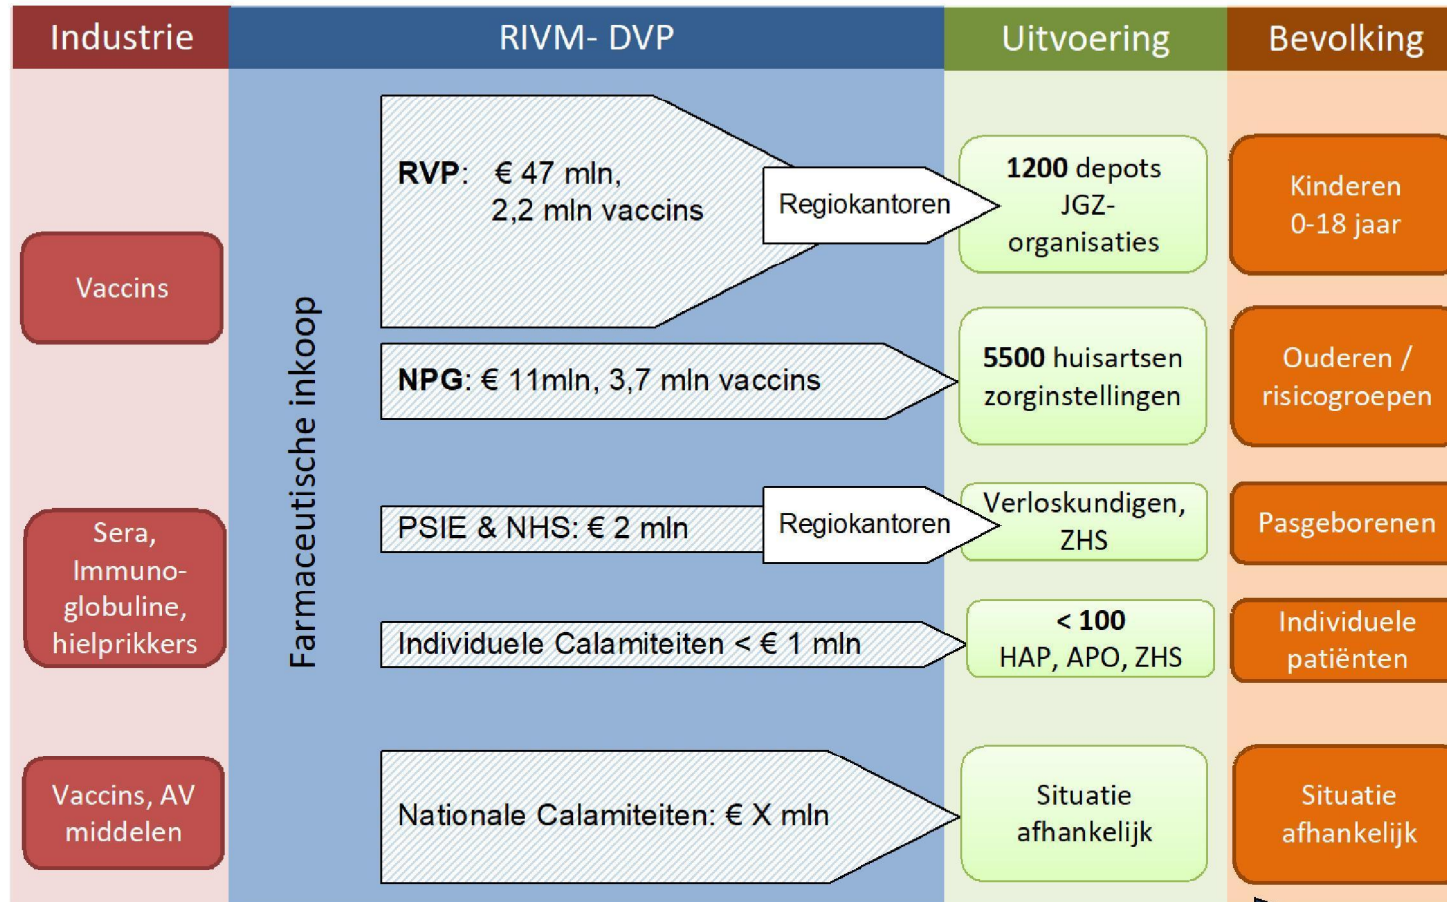 Industrie
RIVM- DVP
Uitvoering
Bevolking
Vaccins
Sera,
Immuno-
globuline,
hielprikkers
Vaccins, AV
middelen
Farmaceutische inkoop
RVP: € 47 mln,
2,2 mln vaccins
Regiokantoren
1200 depots
JGZ-
organisaties
Kinderen
0-18 jaar
NPG: € 11mln, 3,7 mln vaccins
5500 huisartsen
zorginstellingen
Ouderen /
risicogroepen
PSIE & NHS: € 2 mln
Regiokantoren
Verloskundigen,
ZHS
Pasgeborenen
Individuele Calamiteiten < € 1 mln
< 100
HAP, APO, ZHS
Individuele
patiënten
Nationale Calamiteiten: € X mln
Situatie
afhankelijk
Situatie
afhankelijk